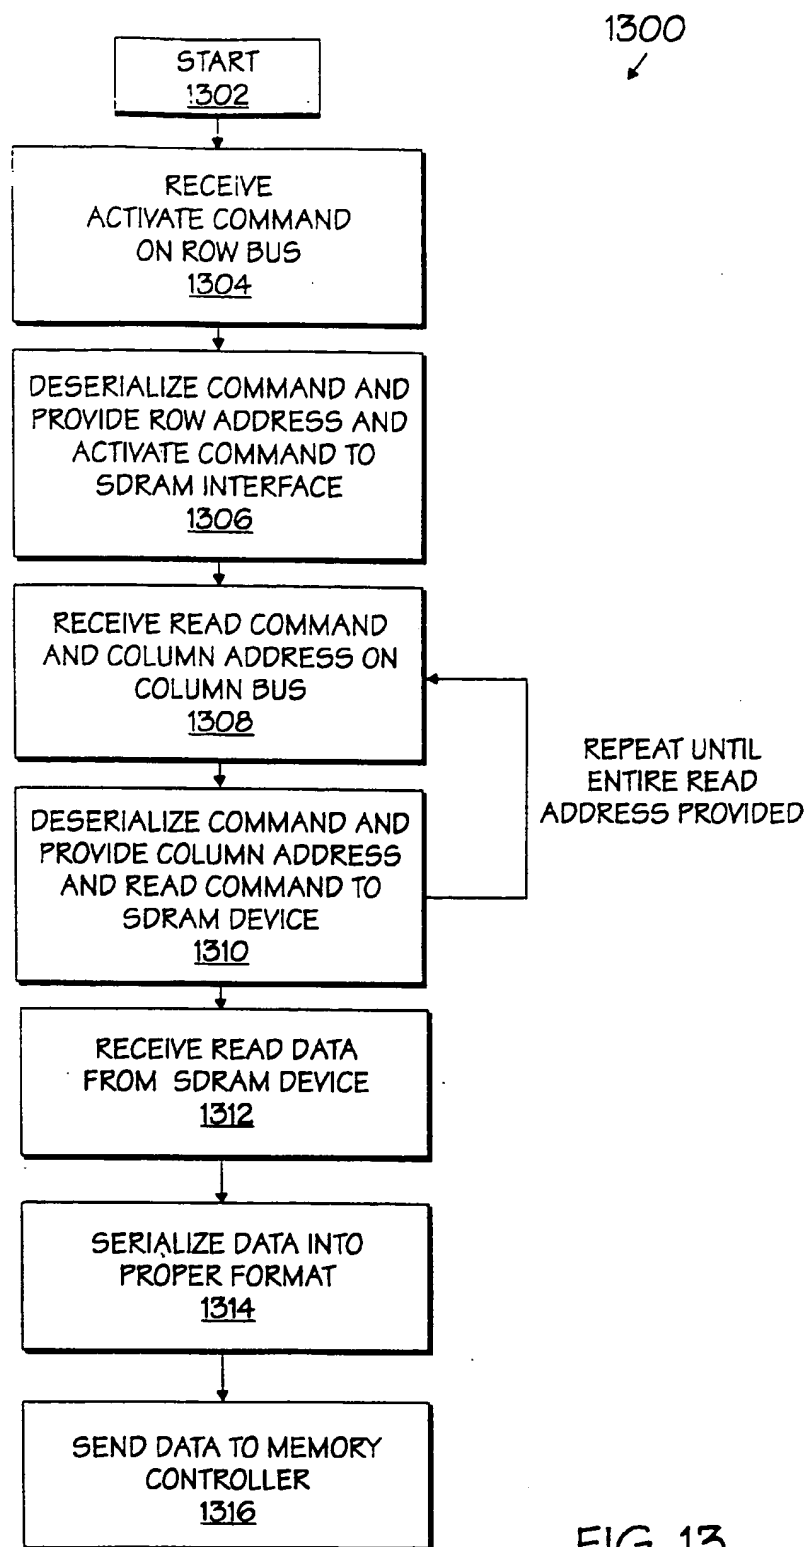 1300
START
1302
RECEIVE
ACTIVATE COMMAND
ON ROW BUS
1304
DESERIALIZE COMMAND AND
PROVIDE ROW ADDRESS AND
ACTIVATE COMMAND TO
SDRAM INTERFACE
1306
RECEIVE READ COMMAND
AND COLUMN ADDRESS ON
COLUMN BUS
1308
REPEAT UNTIL
ENTIRE READ
ADDRESS PROVIDED
DESERIALIZE COMMAND AND
PROVIDE COLUMN ADDRESS
AND READ COMMAND TO
SDRAM DEVICE
1310
RECEIVE READ DATA
FROM SDRAM DEVICE
1312
SERIALIZE DATA INTO
PROPER FORMAT
1314
SEND DATA TO MEMORY
CONTROLLER
1316
FIG. 13